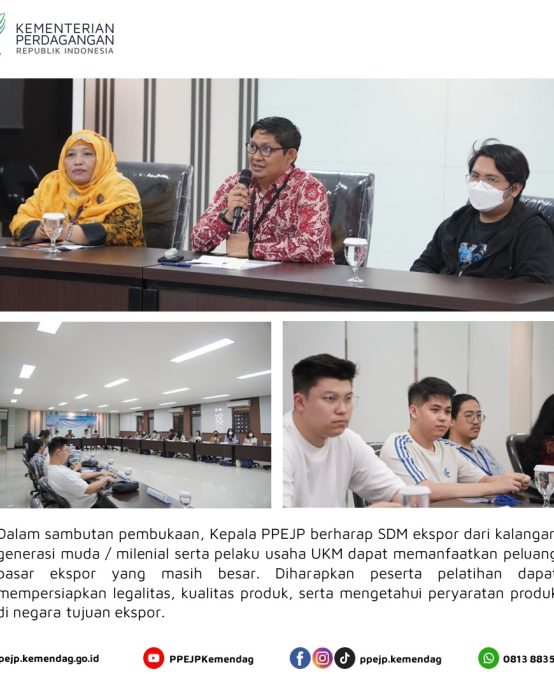 KEMENTERIAN
PERDAGANGAN
REPUBLIK INDONESIA
Dalam sambutan pembukaan, Kepala PPEJP berharap SDM ekspor dari kalangan
generasi muda / milenial serta pelaku usaha UKM dapat memanfaatkan peluang
pasar ekspor yang masih besar. Diharapkan peserta pelatihan dapat
mempersiapkan legalitas, kualitas produk, serta mengetahui peryaratan produk
di negara tujuan ekspor.
ppejp.kemendag.go.id
PPEJPKemendag
ppejp.kemendag
0813 8835